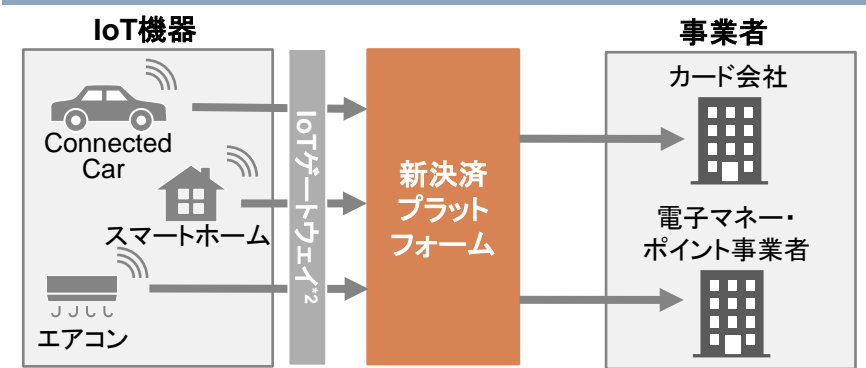 IoT機器
事業者
Connected
Car
スマートホーム
エアコン
IoTゲートウェイ*2
新決済
プラット
フォーム
カード会社
電子マネー・
ポイント事業者